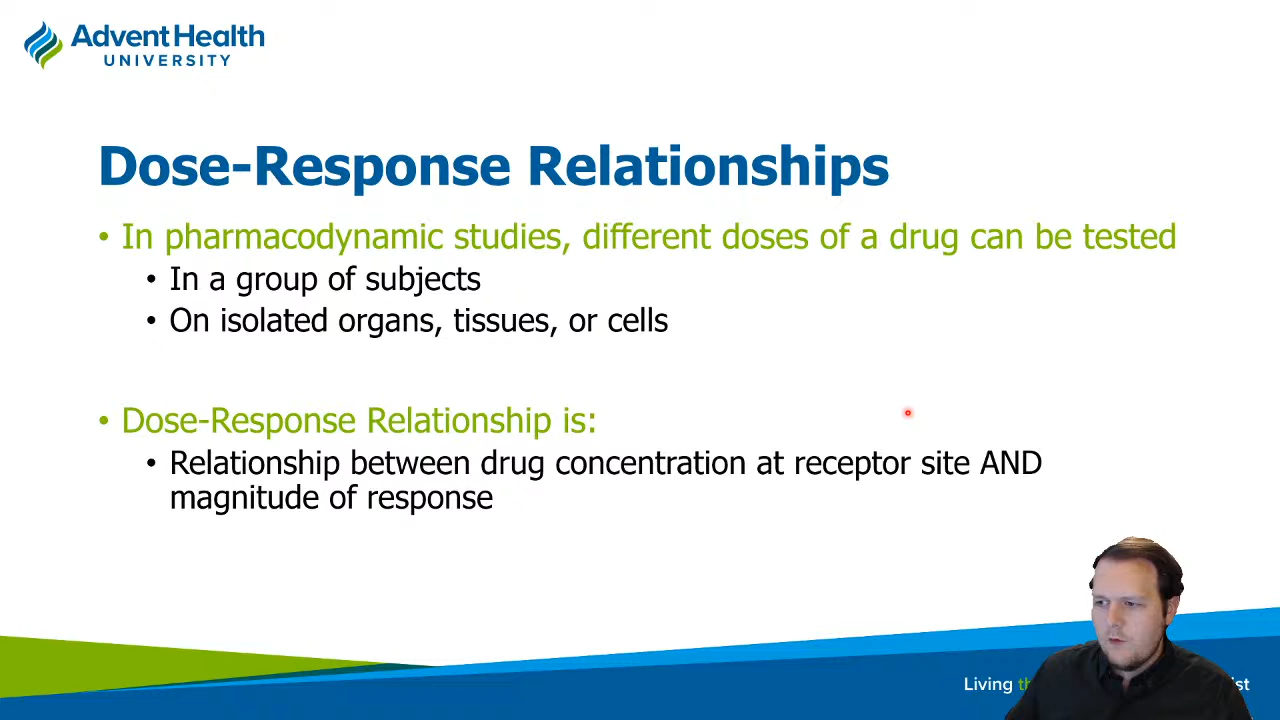 AdventHealth
UNIVERSITY
Dose-Response Relationships
• In pharmacodynamic studies, different doses of a drug can be tested
• In a group of subjects
• On isolated organs, tissues, or cells
• Dose-Response Relationship is:
• Relationship between drug concentration at receptor site AND
magnitude of response
Living